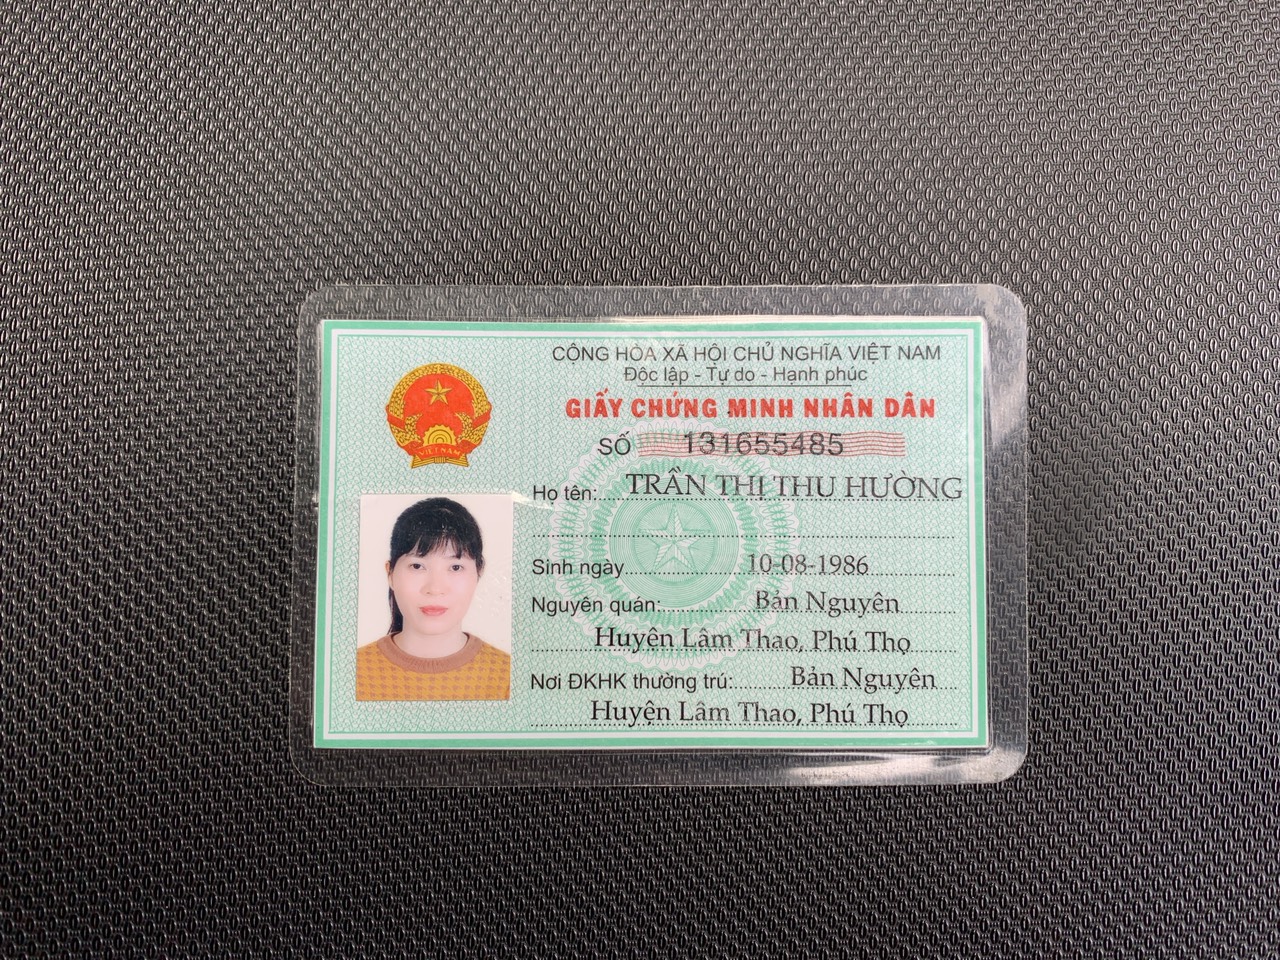 CỘNG HÒA XÃ HỘI CHỦ NGHĨA VIỆT NAM
Độc lập - Tự do - Hạnh phúc
GIẤY CHỨNG MINH NHÂN DÂN
SỐ 131655485
Họ tên: TRẦN THỊ THU HƯỜNG
Sinh ngày 10-08-1986
Nguyên quán: Bản Nguyên
Huyện Lâm Thao, Phú Thọ
Nơi ĐKHK thường trú: Bản Nguyên
Huyện Lâm Thao, Phú Thọ
VIỆT NAM